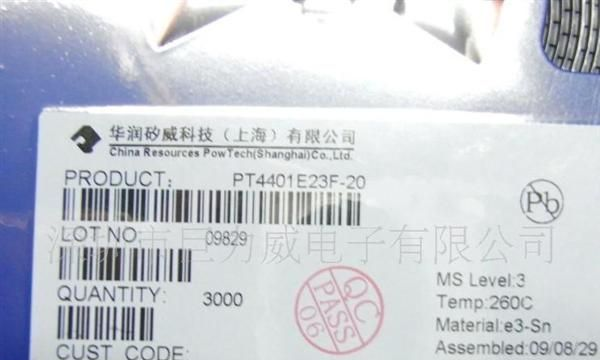 华润矽威科技（上海）有限公司
China Resources PowTech(Shanghai)Co.,Ltd.
PRODUCT: PT4401E23F-20
Pb
LOT NO: 09829
市巨力威电子有限公司
QUANTITY: 3000
QC
PASS
06
MS Level:3
Temp:260C
Material:e3-Sn
CUST CODE:
Assembled:09/08/29